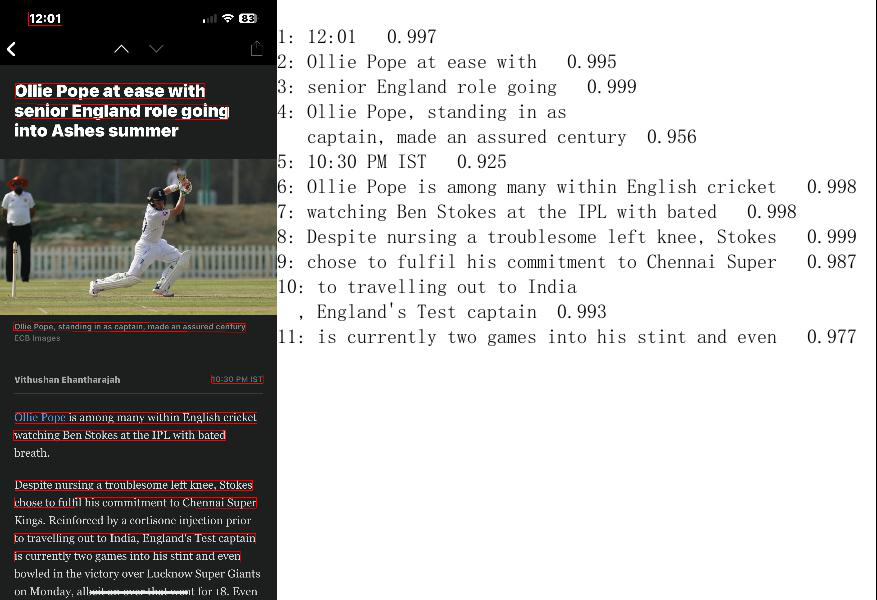 12:01 83
Ollie Pope at ease with
senior England role going
into Ashes summer
Ollie Pope, standing in as captain, made an assured century
ECB Images
Vithushan Ehantharajah 10:30 PM IST
Ollie Pope is among many within English cricket
watching Ben Stokes at the IPL with bated
breath.
Despite nursing a troublesome left knee, Stokes
chose to fulfil his commitment to Chennai Super
Kings. Reinforced by a cortisone injection prior
to travelling out to India, England's Test captain
is currently two games into his stint and even
bowled in the victory over Lucknow Super Giants
on Monday, albeit an over that went for 18. Even
1: 12:01 0.997
2: Ollie Pope at ease with 0.995
3: senior England role going 0.999
4: Ollie Pope, standing in as
captain, made an assured century 0.956
5: 10:30 PM IST 0.925
6: Ollie Pope is among many within English cricket 0.998
7: watching Ben Stokes at the IPL with bated 0.998
8: Despite nursing a troublesome left knee, Stokes 0.999
9: chose to fulfil his commitment to Chennai Super 0.987
10: to travelling out to India
, England's Test captain 0.993
11: is currently two games into his stint and even 0.977